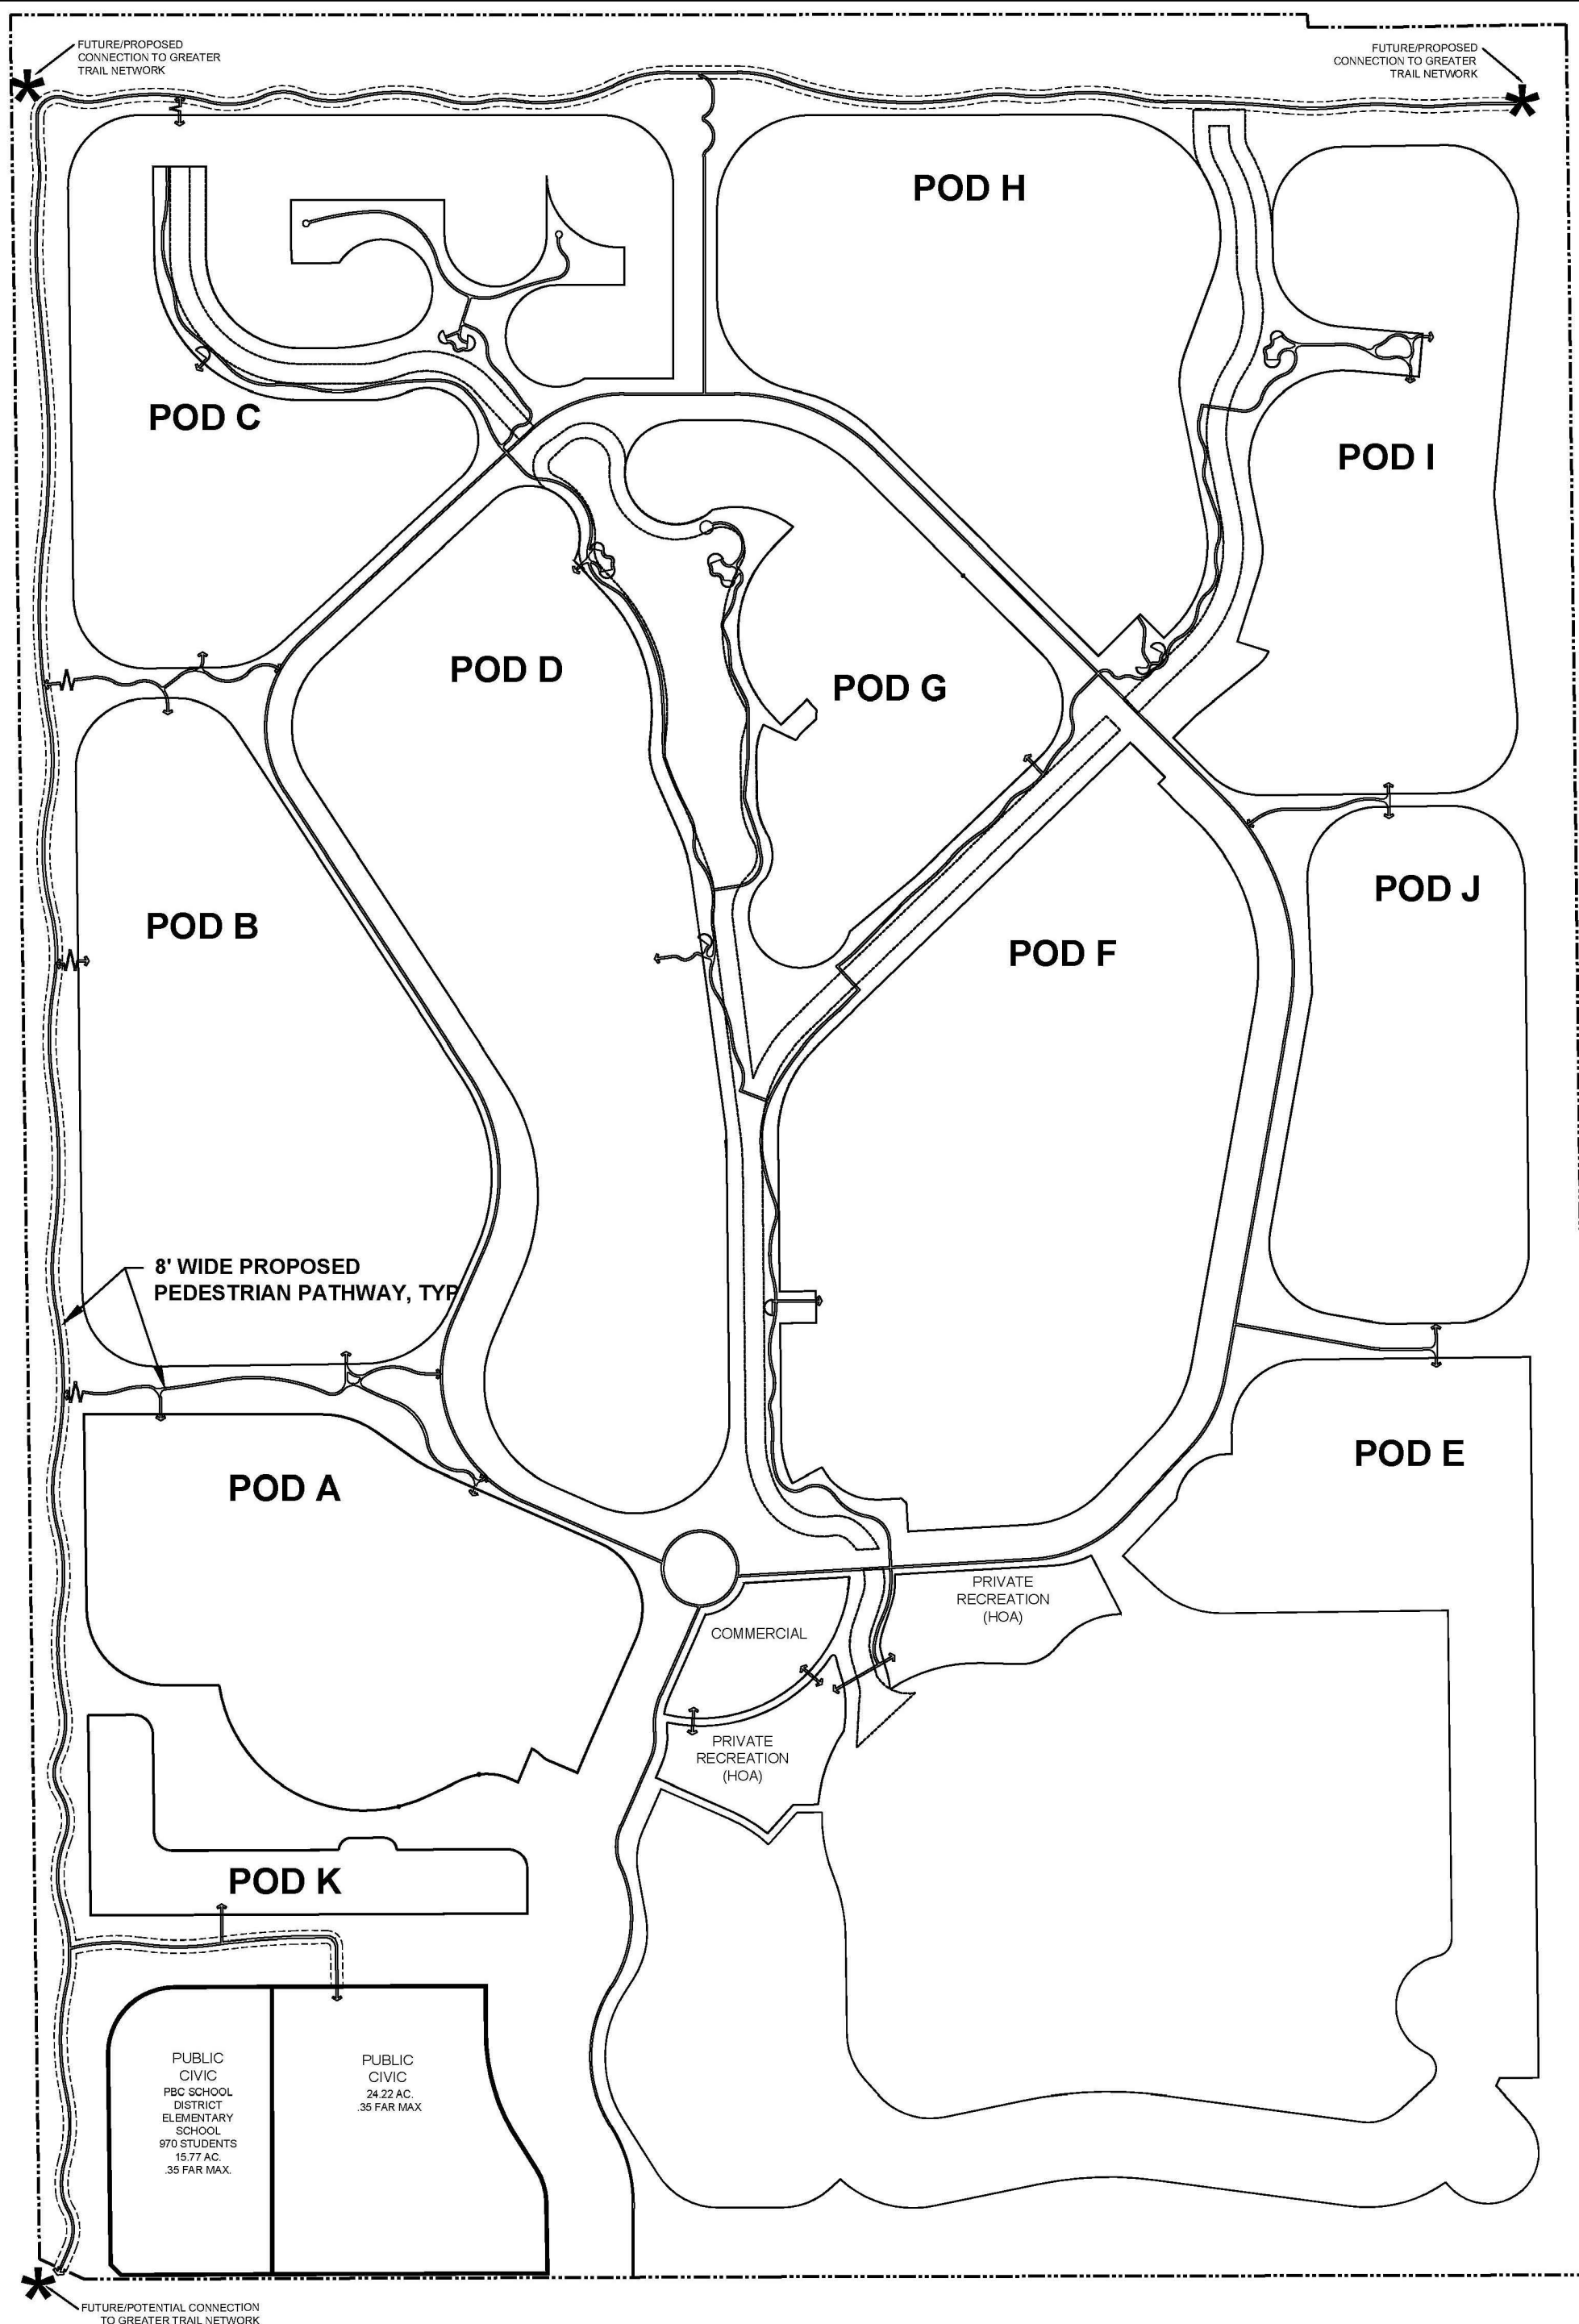 FUTURE/PROPOSED
CONNECTION TO GREATER
TRAIL NETWORK
FUTURE/PROPOSED
CONNECTION TO GREATER
TRAIL NETWORK
POD H
POD C
POD I
POD D
POD G
POD J
POD B
POD F
8' WIDE PROPOSED
PEDESTRIAN PATHWAY, TYP
POD E
POD A
PRIVATE
RECREATION
(HOA)
COMMERCIAL
PRIVATE
RECREATION
(HOA)
POD K
PUBLIC
CIVIC
PBC SCHOOL
DISTRICT
ELEMENTARY
SCHOOL
970 STUDENTS
15.77 AC.
.35 FAR MAX.
PUBLIC
CIVIC
24.22 AC.
.35 FAR MAX
FUTURE/POTENTIAL CONNECTION
TO GREATER TRAIL NETWORK